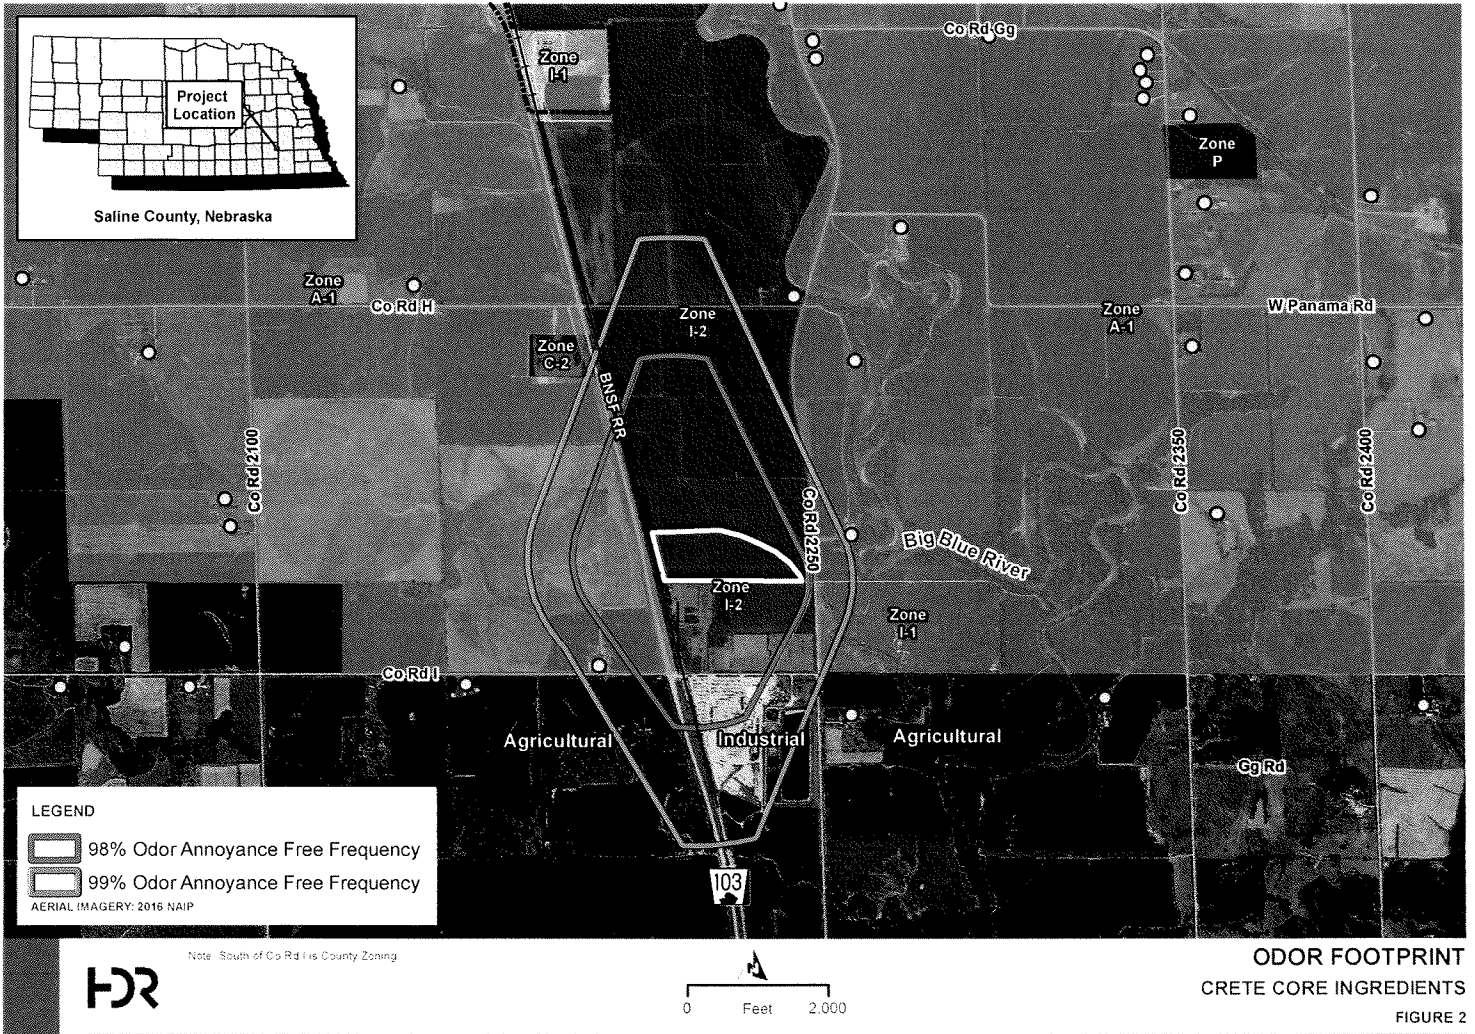 Project
Location
Saline County, Nebraska
Zone
I-1
Co Rd Gg
Zone
P
Zone
A-1
Co Rd H
Zone
I-2
Zone
A-1
W Panama Rd
Zone
C-2
BNSF RR
Co Rd 2100
Co Rd 2250
Co Rd 2350
Co Rd 2400
Big Blue River
Zone
I-2
Zone
I-1
Co Rd I
Agricultural
Industrial
Agricultural
Gg Rd
103
LEGEND
98% Odor Annoyance Free Frequency
99% Odor Annoyance Free Frequency
AERIAL IMAGERY: 2016 NAIP
Note: South of Co Rd I is County Zoning
HDR
N
0 Feet 2,000
ODOR FOOTPRINT
CRETE CORE INGREDIENTS
FIGURE 2